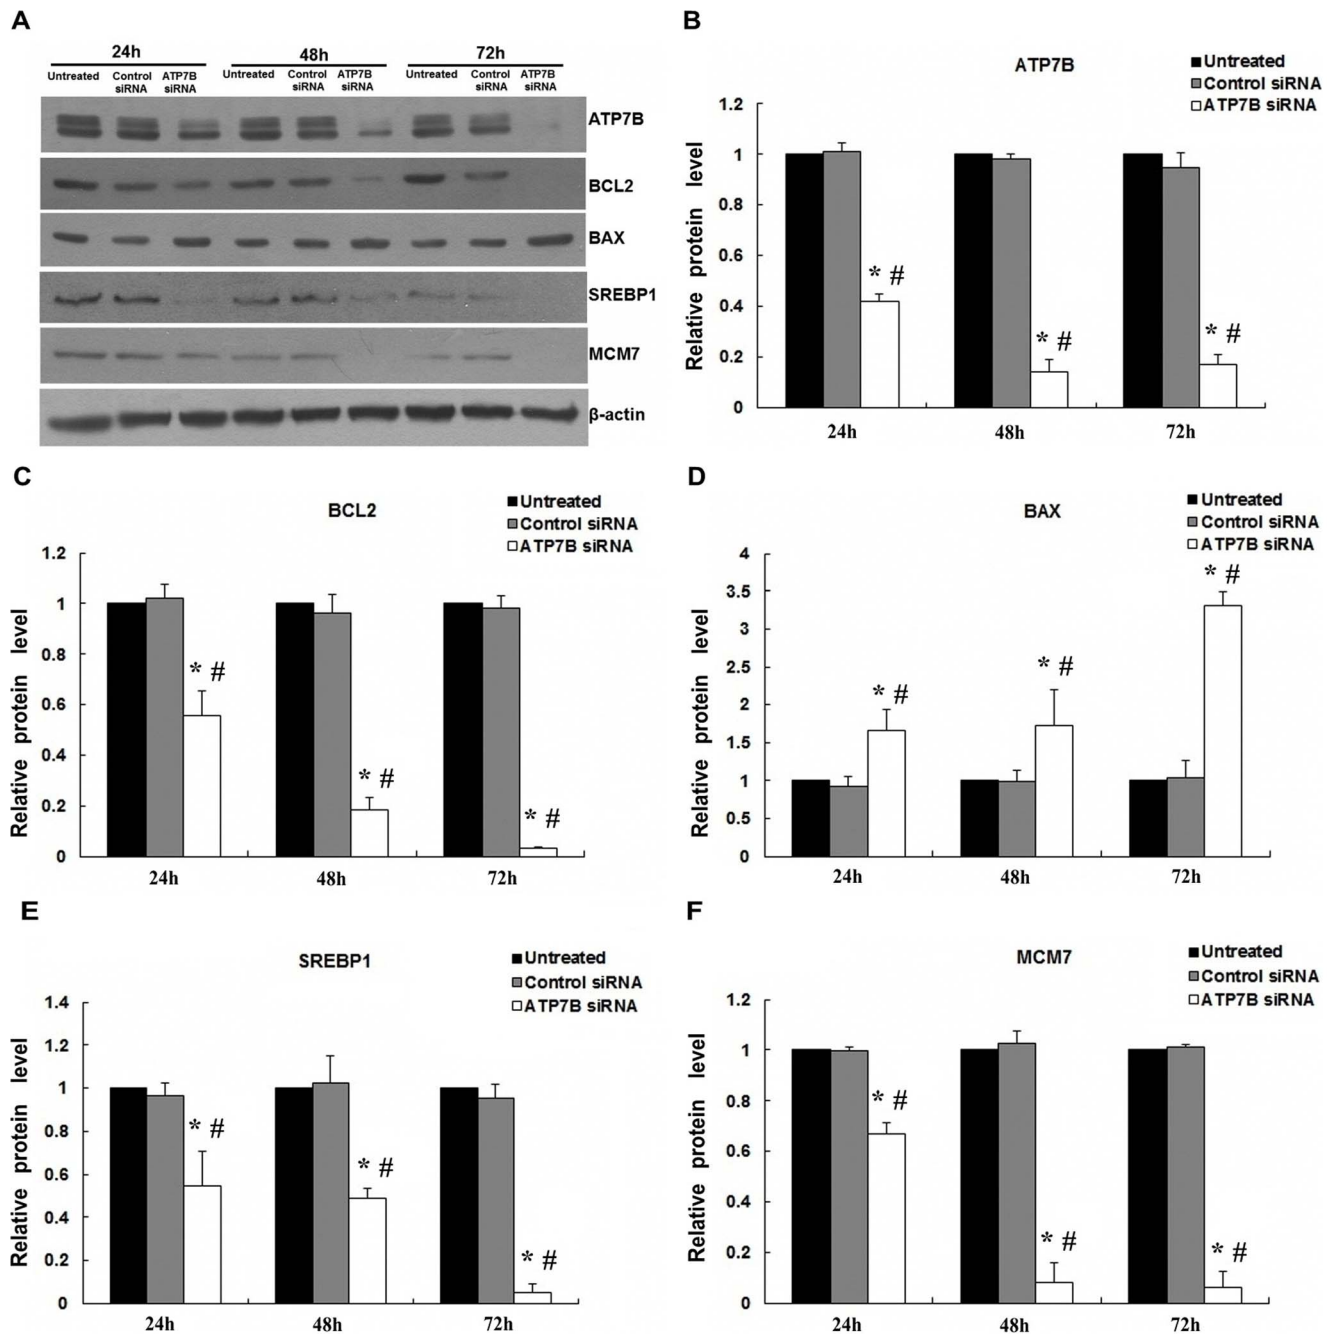 A
24h 48h 72h
Untreated Control siRNA ATP7B siRNA Untreated Control siRNA ATP7B siRNA Untreated Control siRNA ATP7B siRNA
ATP7B
BCL2
BAX
SREBP1
MCM7
β-actin
B
ATP7B
Untreated
Control siRNA
ATP7B siRNA
Relative protein level
1.2
1
0.8
0.6
0.4
0.2
0
* #
* #
* #
24h 48h 72h
C
BCL2
Untreated
Control siRNA
ATP7B siRNA
Relative protein level
1.2
1
0.8
0.6
0.4
0.2
0
* #
* #
* #
24h 48h 72h
D
BAX
Untreated
Control siRNA
ATP7B siRNA
Relative protein level
4
3.5
3
2.5
2
1.5
1
0.5
0
* #
* #
* #
24h 48h 72h
E
SREBP1
Untreated
Control siRNA
ATP7B siRNA
Relative protein level
1.4
1.2
1
0.8
0.6
0.4
0.2
0
* #
* #
* #
24h 48h 72h
F
MCM7
Untreated
Control siRNA
ATP7B siRNA
Relative protein level
1.2
1
0.8
0.6
0.4
0.2
0
* #
* #
* #
24h 48h 72h